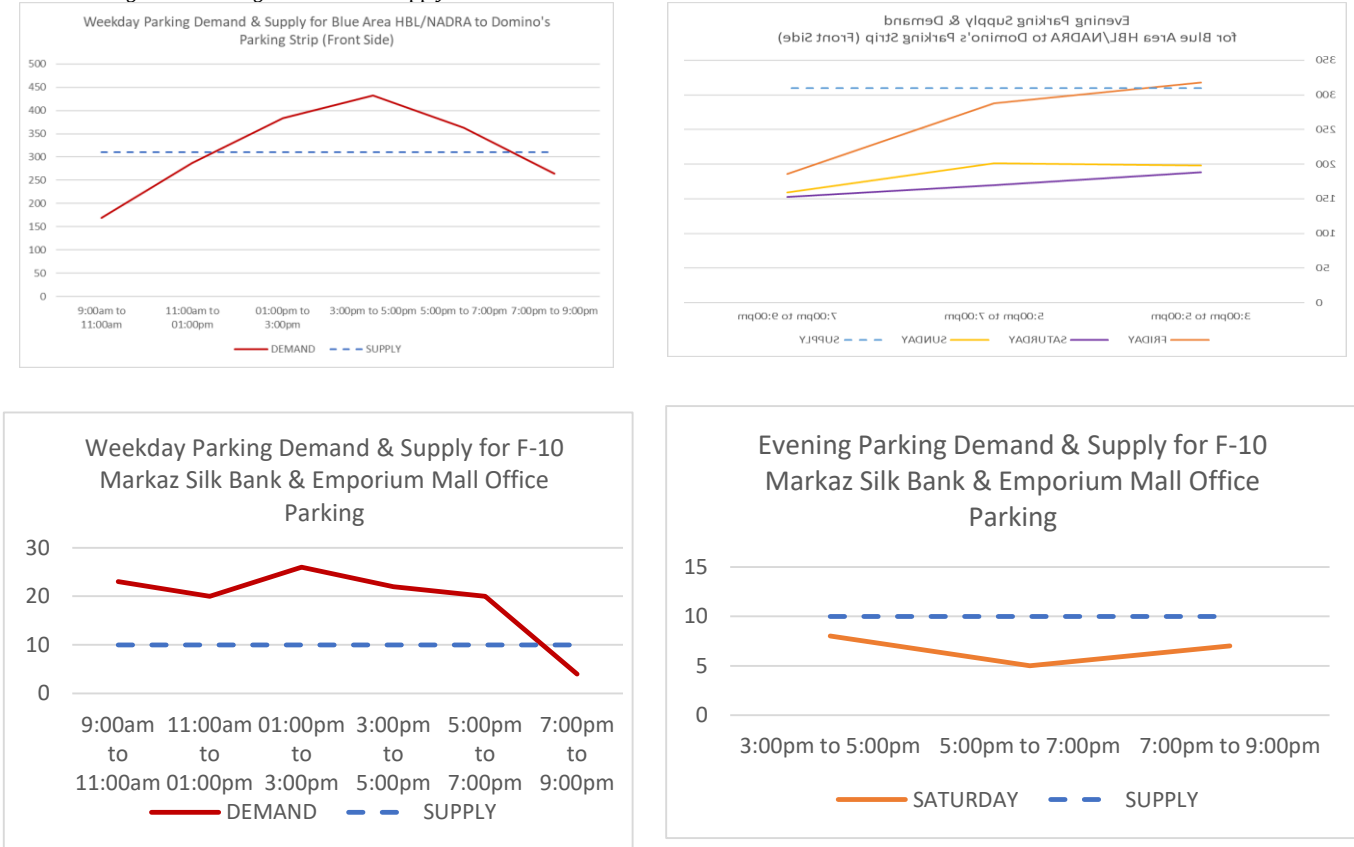 Weekday Parking Demand & Supply for Blue Area HBL/NADRA to Domino's
Parking Strip (Front Side)
500
450
400
350
300
250
200
150
100
50
0
9:00am to 11:00am to 01:00pm to 3:00pm to 5:00pm 5:00pm to 7:00pm 7:00pm to 9:00pm
11:00am 01:00pm 3:00pm
DEMAND SUPPLY
Evening Parking Supply & Demand
for Blue Area HBL/NADRA to Domino's Parking Strip (Front Side)
350
300
250
200
150
100
50
0
3:00pm to 5:00pm 5:00pm to 7:00pm 7:00pm to 9:00pm
FRIDAY SATURDAY SUNDAY SUPPLY
Weekday Parking Demand & Supply for F-10
Markaz Silk Bank & Emporium Mall Office
Parking
30
20
10
0
9:00am 11:00am 01:00pm 3:00pm 5:00pm 7:00pm
to to to to to to
11:00am 01:00pm 3:00pm 5:00pm 7:00pm 9:00pm
DEMAND SUPPLY
Evening Parking Demand & Supply for F-10
Markaz Silk Bank & Emporium Mall Office
Parking
15
10
5
0
3:00pm to 5:00pm 5:00pm to 7:00pm 7:00pm to 9:00pm
SATURDAY SUPPLY